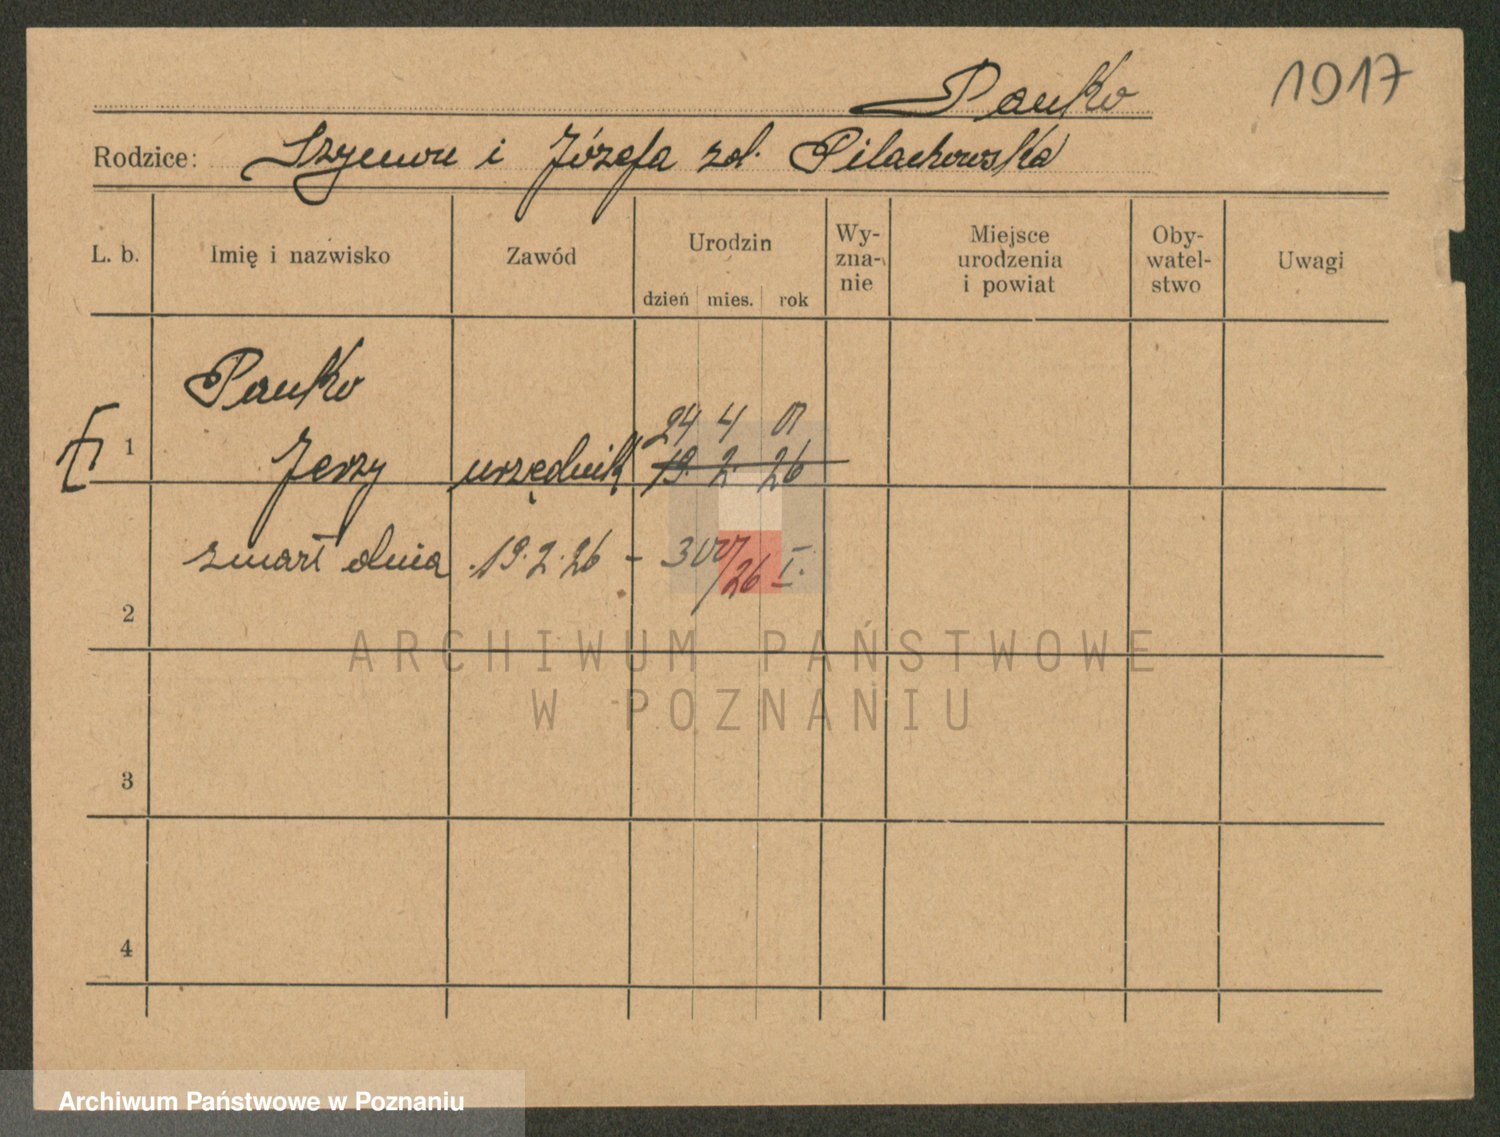 Panko
1917
Rodzice: Szymon i Józefa zd. Pilachowska
L. b.
Imię i nazwisko
Zawód
Urodzin
dzień mies. rok
Wy-
zna-
nie
Miejsce
urodzenia
i powiat
Oby-
watel-
stwo
Uwagi
Panko
24 4 01
1 Jerzy urzędnik 19. 2. 26
zmarł dnia 19.2.26 -
/26 I.
2
ARCHIWUM PAŃSTWOWE
W POZNANIU
3
4
Archiwum Państwowe w Poznaniu